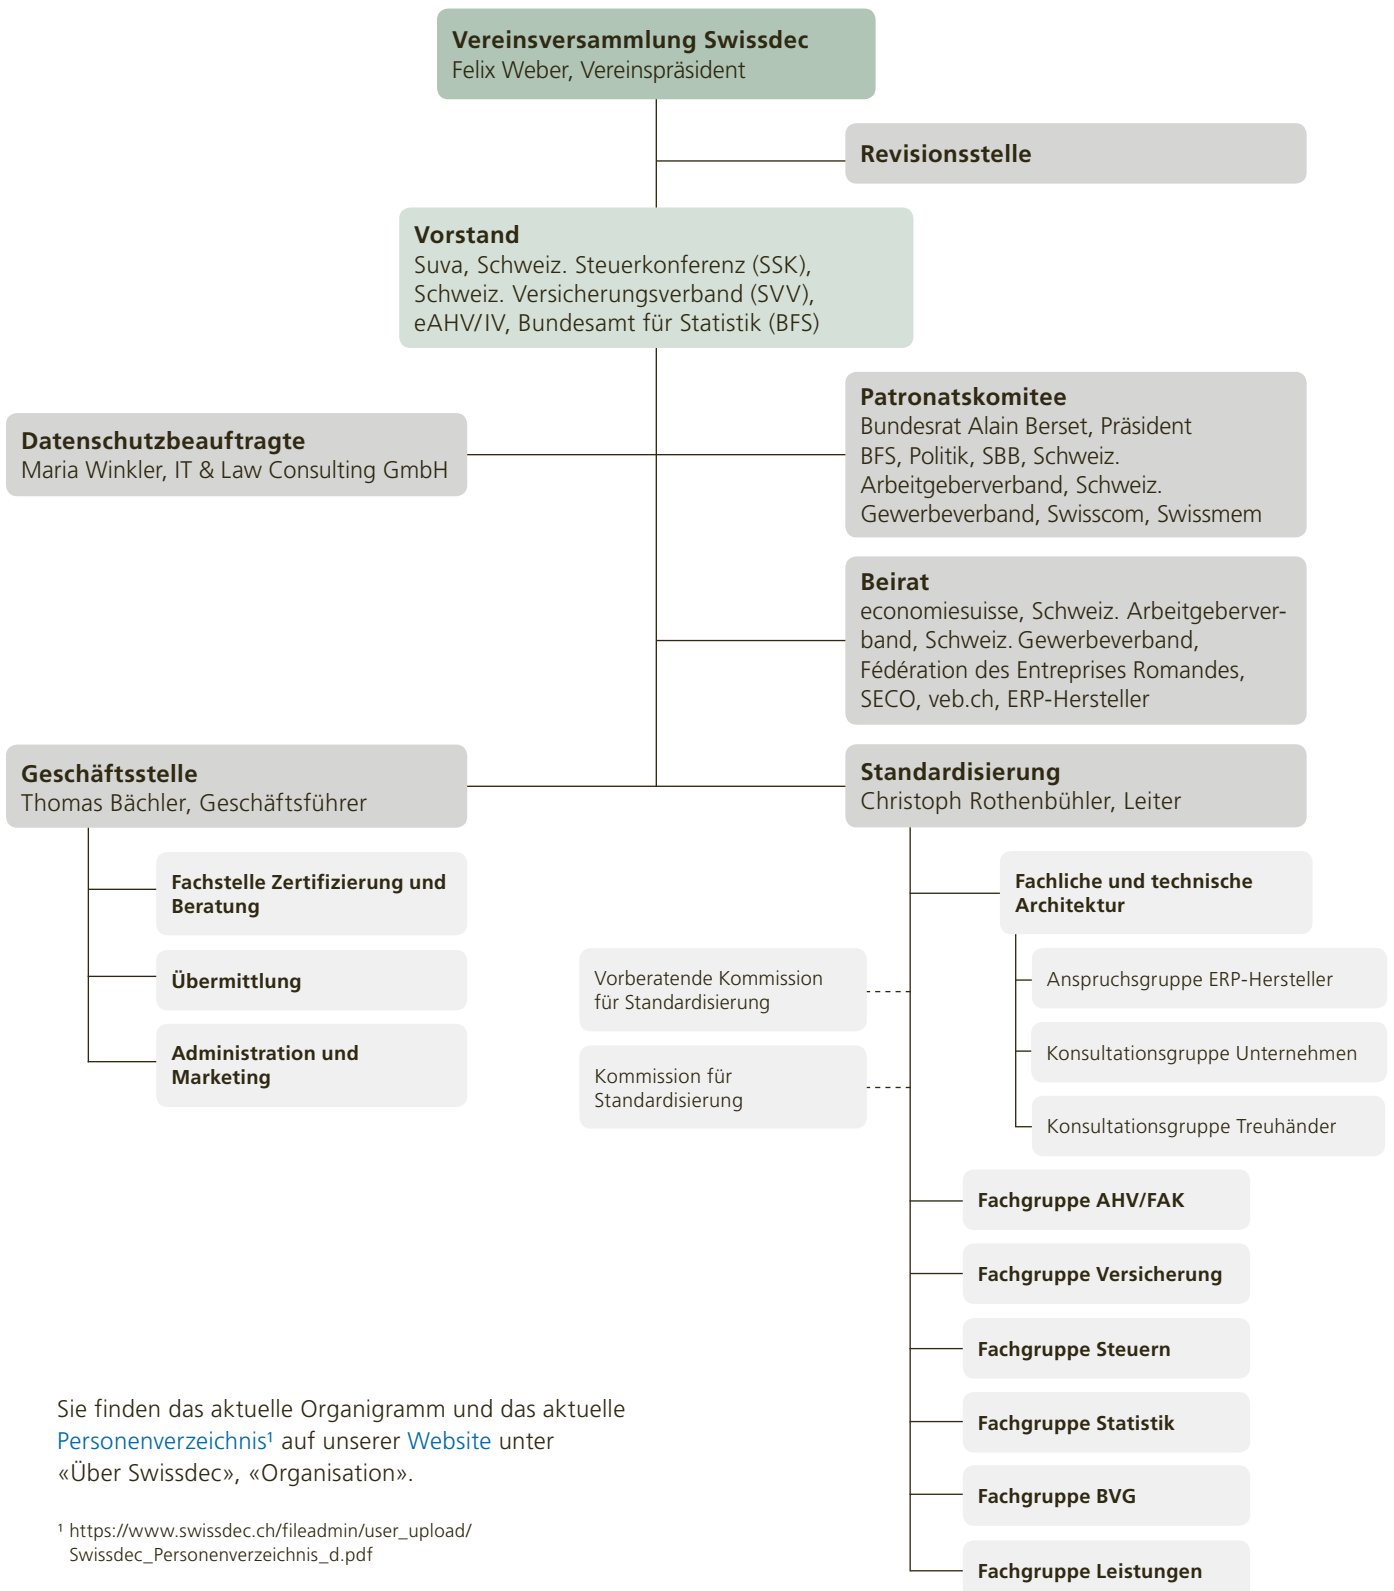 Vereinsversammlung Swissdec
Felix Weber, Vereinspräsident
Revisionsstelle
Vorstand
Suva, Schweiz. Steuerkonferenz (SSK),
Schweiz. Versicherungsverband (SVV),
eAHV/IV, Bundesamt für Statistik (BFS)
Datenschutzbeauftragte
Maria Winkler, IT & Law Consulting GmbH
Patronatskomitee
Bundesrat Alain Berset, Präsident
BFS, Politik, SBB, Schweiz.
Arbeitgeberverband, Schweiz.
Gewerbeverband, Swisscom, Swissmem
Beirat
economiesuisse, Schweiz. Arbeitgeberver-
band, Schweiz. Gewerbeverband,
Fédération des Entreprises Romandes,
SECO, veb.ch, ERP-Hersteller
Geschäftsstelle
Thomas Bächler, Geschäftsführer
Fachstelle Zertifizierung und
Beratung
Übermittlung
Administration und
Marketing
Standardisierung
Christoph Rothenbühler, Leiter
Vorberatende Kommission
für Standardisierung
Kommission für
Standardisierung
Fachliche und technische
Architektur
Anspruchsgruppe ERP-Hersteller
Konsultationsgruppe Unternehmen
Konsultationsgruppe Treuhänder
Fachgruppe AHV/FAK
Fachgruppe Versicherung
Fachgruppe Steuern
Fachgruppe Statistik
Fachgruppe BVG
Fachgruppe Leistungen
Sie finden das aktuelle Organigramm und das aktuelle
Personenverzeichnis¹ auf unserer Website unter
«Über Swissdec», «Organisation».
¹ https://www.swissdec.ch/fileadmin/user_upload/
Swissdec_Personenverzeichnis_d.pdf